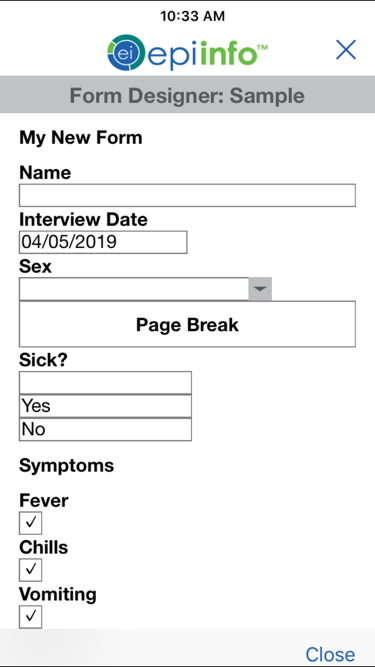 10:33 AM
ei epiinfo™
Form Designer: Sample
My New Form
Name
Interview Date
04/05/2019
Sex
Page Break
Sick?
Yes
No
Symptoms
Fever
Chills
Vomiting
Close